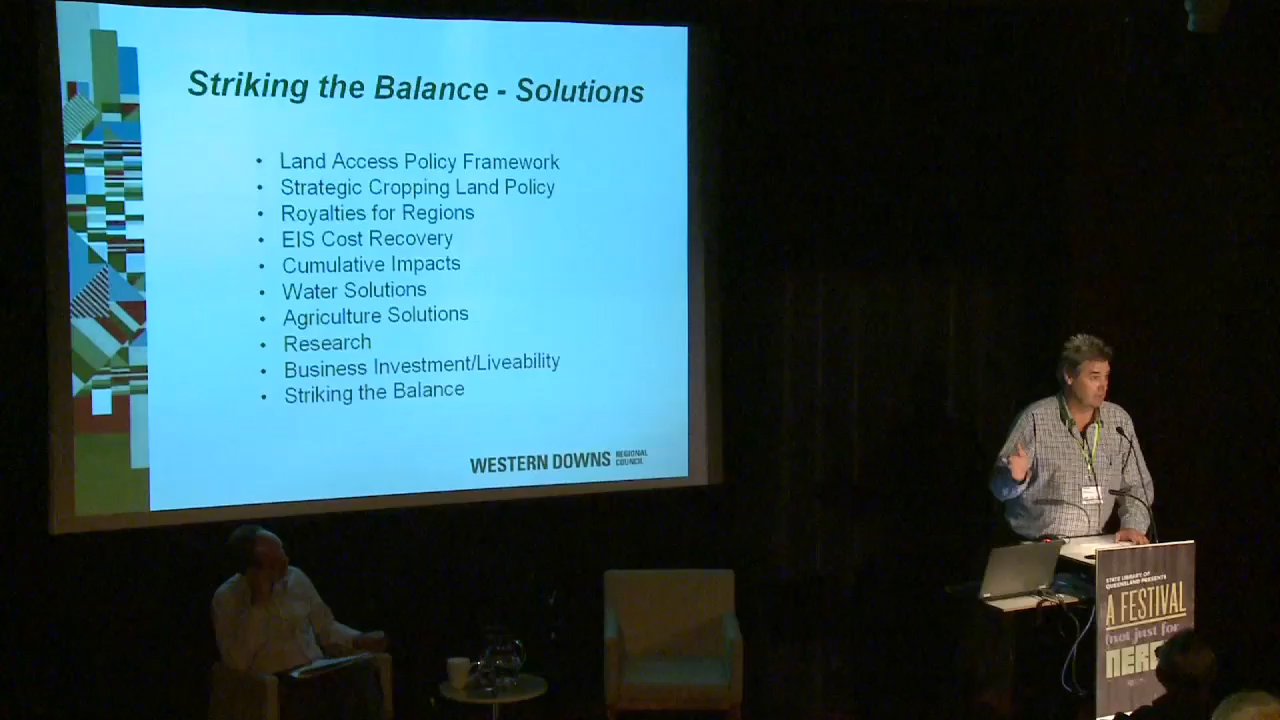 Striking the Balance - Solutions
• Land Access Policy Framework
• Strategic Cropping Land Policy
• Royalties for Regions
• EIS Cost Recovery
• Cumulative Impacts
• Water Solutions
• Agriculture Solutions
• Research
• Business Investment/Liveability
• Striking the Balance
WESTERN DOWNS REGIONAL COUNCIL
STATE LIBRARY OF
QUEENSLAND PRESENTS
A FESTIVAL
(not just for